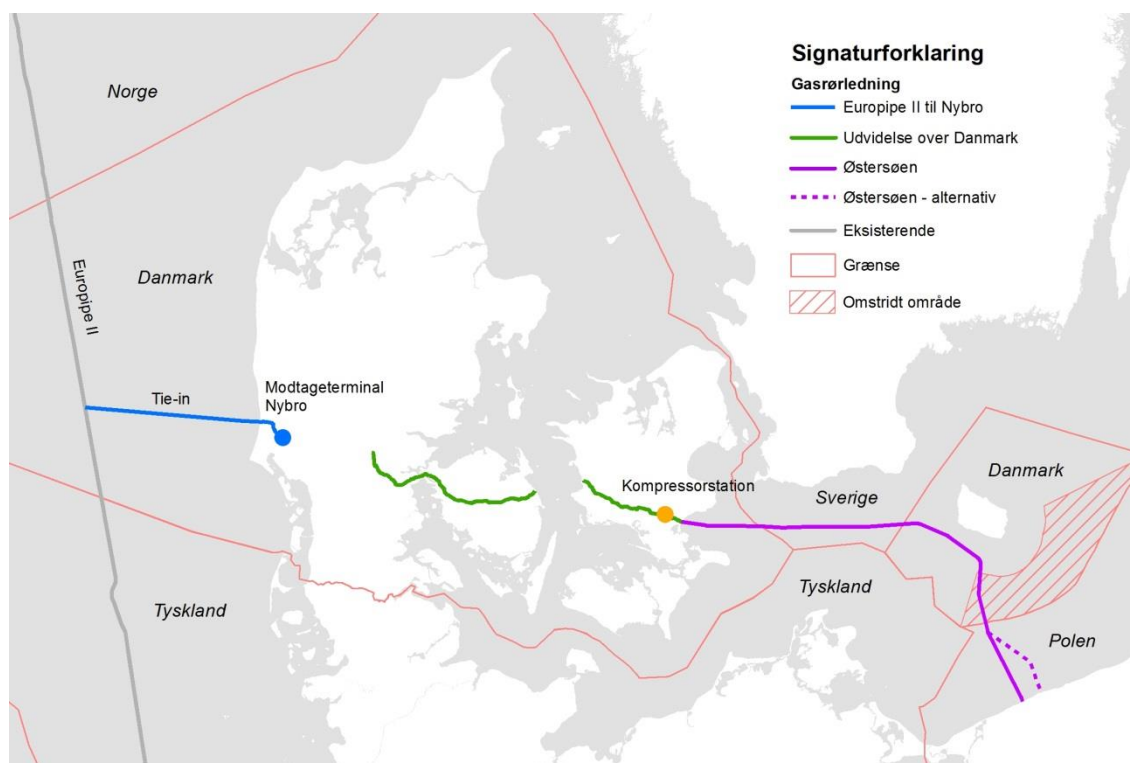 Signaturforklaring
Gasrørledning
Europipe II til Nybro
Udvidelse over Danmark
Østersøen
Østersøen - alternativ
Eksisterende
Grænse
Omstridt område
Norge
Danmark
Europipe II
Tie-in
Modtageterminal
Nybro
Kompressorstation
Sverige
Danmark
Tyskland
Tyskland
Polen